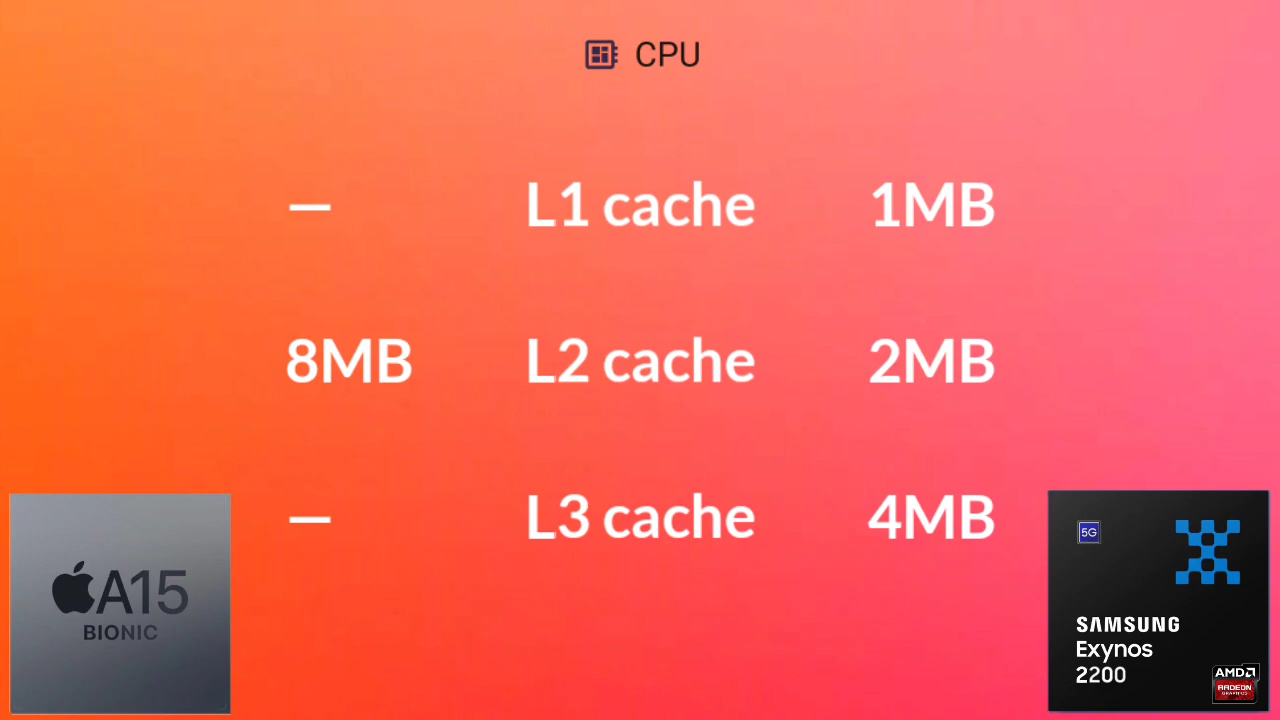 CPU
— L1 cache 1MB
8MB L2 cache 2MB
— L3 cache 4MB
A15
BIONIC
5G
SAMSUNG
Exynos
2200
AMD
RADEON
GRAPHICS